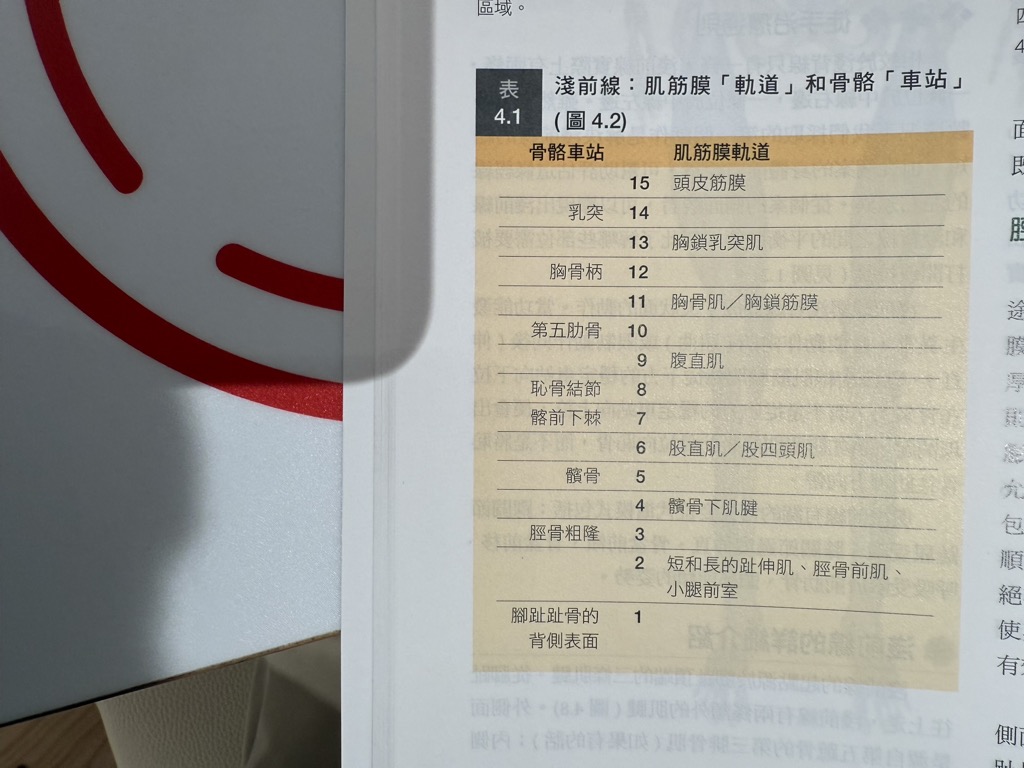 區域。
表
4.1
淺前線：肌筋膜「軌道」和骨骼「車站」
(圖 4.2)
骨骼車站 肌筋膜軌道
15 頭皮筋膜
乳突 14
13 胸鎖乳突肌
胸骨柄 12
11 胸骨肌／胸鎖筋膜
第五肋骨 10
9 腹直肌
恥骨結節 8
髂前下棘 7
6 股直肌／股四頭肌
髕骨 5
4 髕骨下肌腱
脛骨粗隆 3
2 短和長的趾伸肌、脛骨前肌、
小腿前室
腳趾趾骨的 1
背側表面
四
4
面
既
脛
途
膜
厚
能
允
包
順
絕
使
有
側面